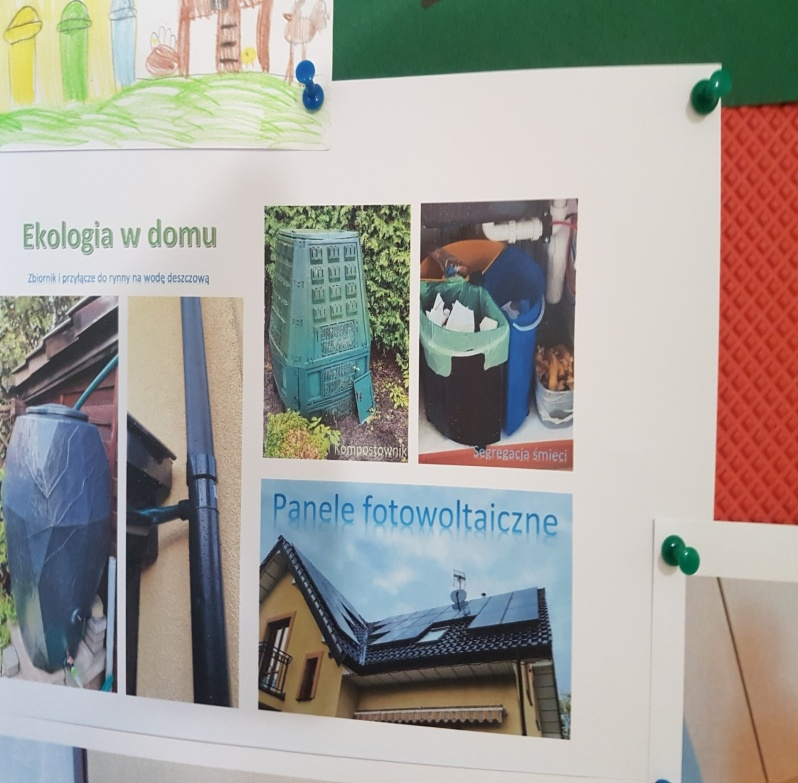 Ekologia w domu
Zbiornik i przyłącze do rynny na wodę deszczową
Kompostownik
Segregacja śmieci
Panele fotowoltaiczne